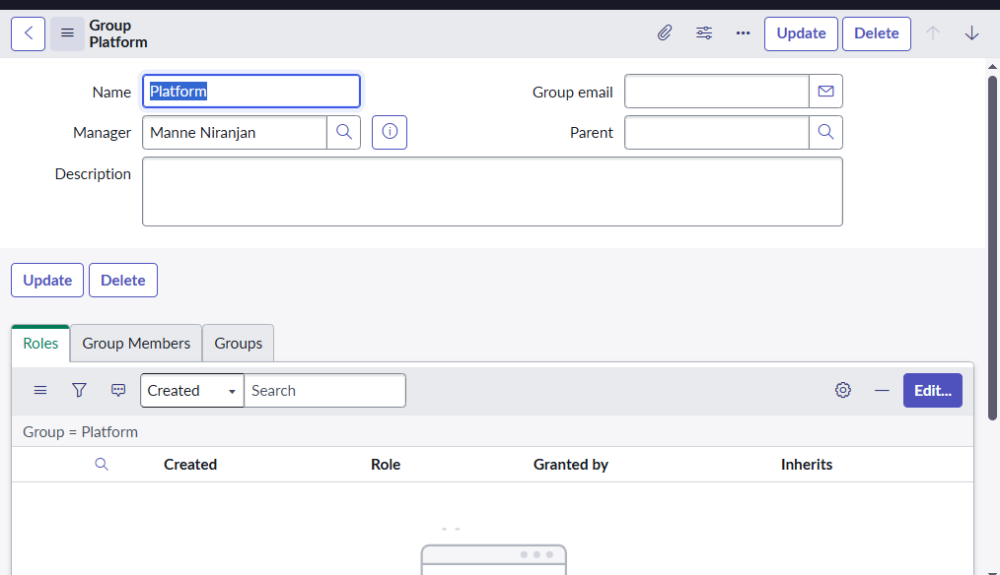 Group
Platform
Update
Delete
Name
Platform
Group email
Manager
Manne Niranjan
Parent
Description
Update
Delete
Roles
Group Members
Groups
Created
Search
Edit...
Group = Platform
Created
Role
Granted by
Inherits